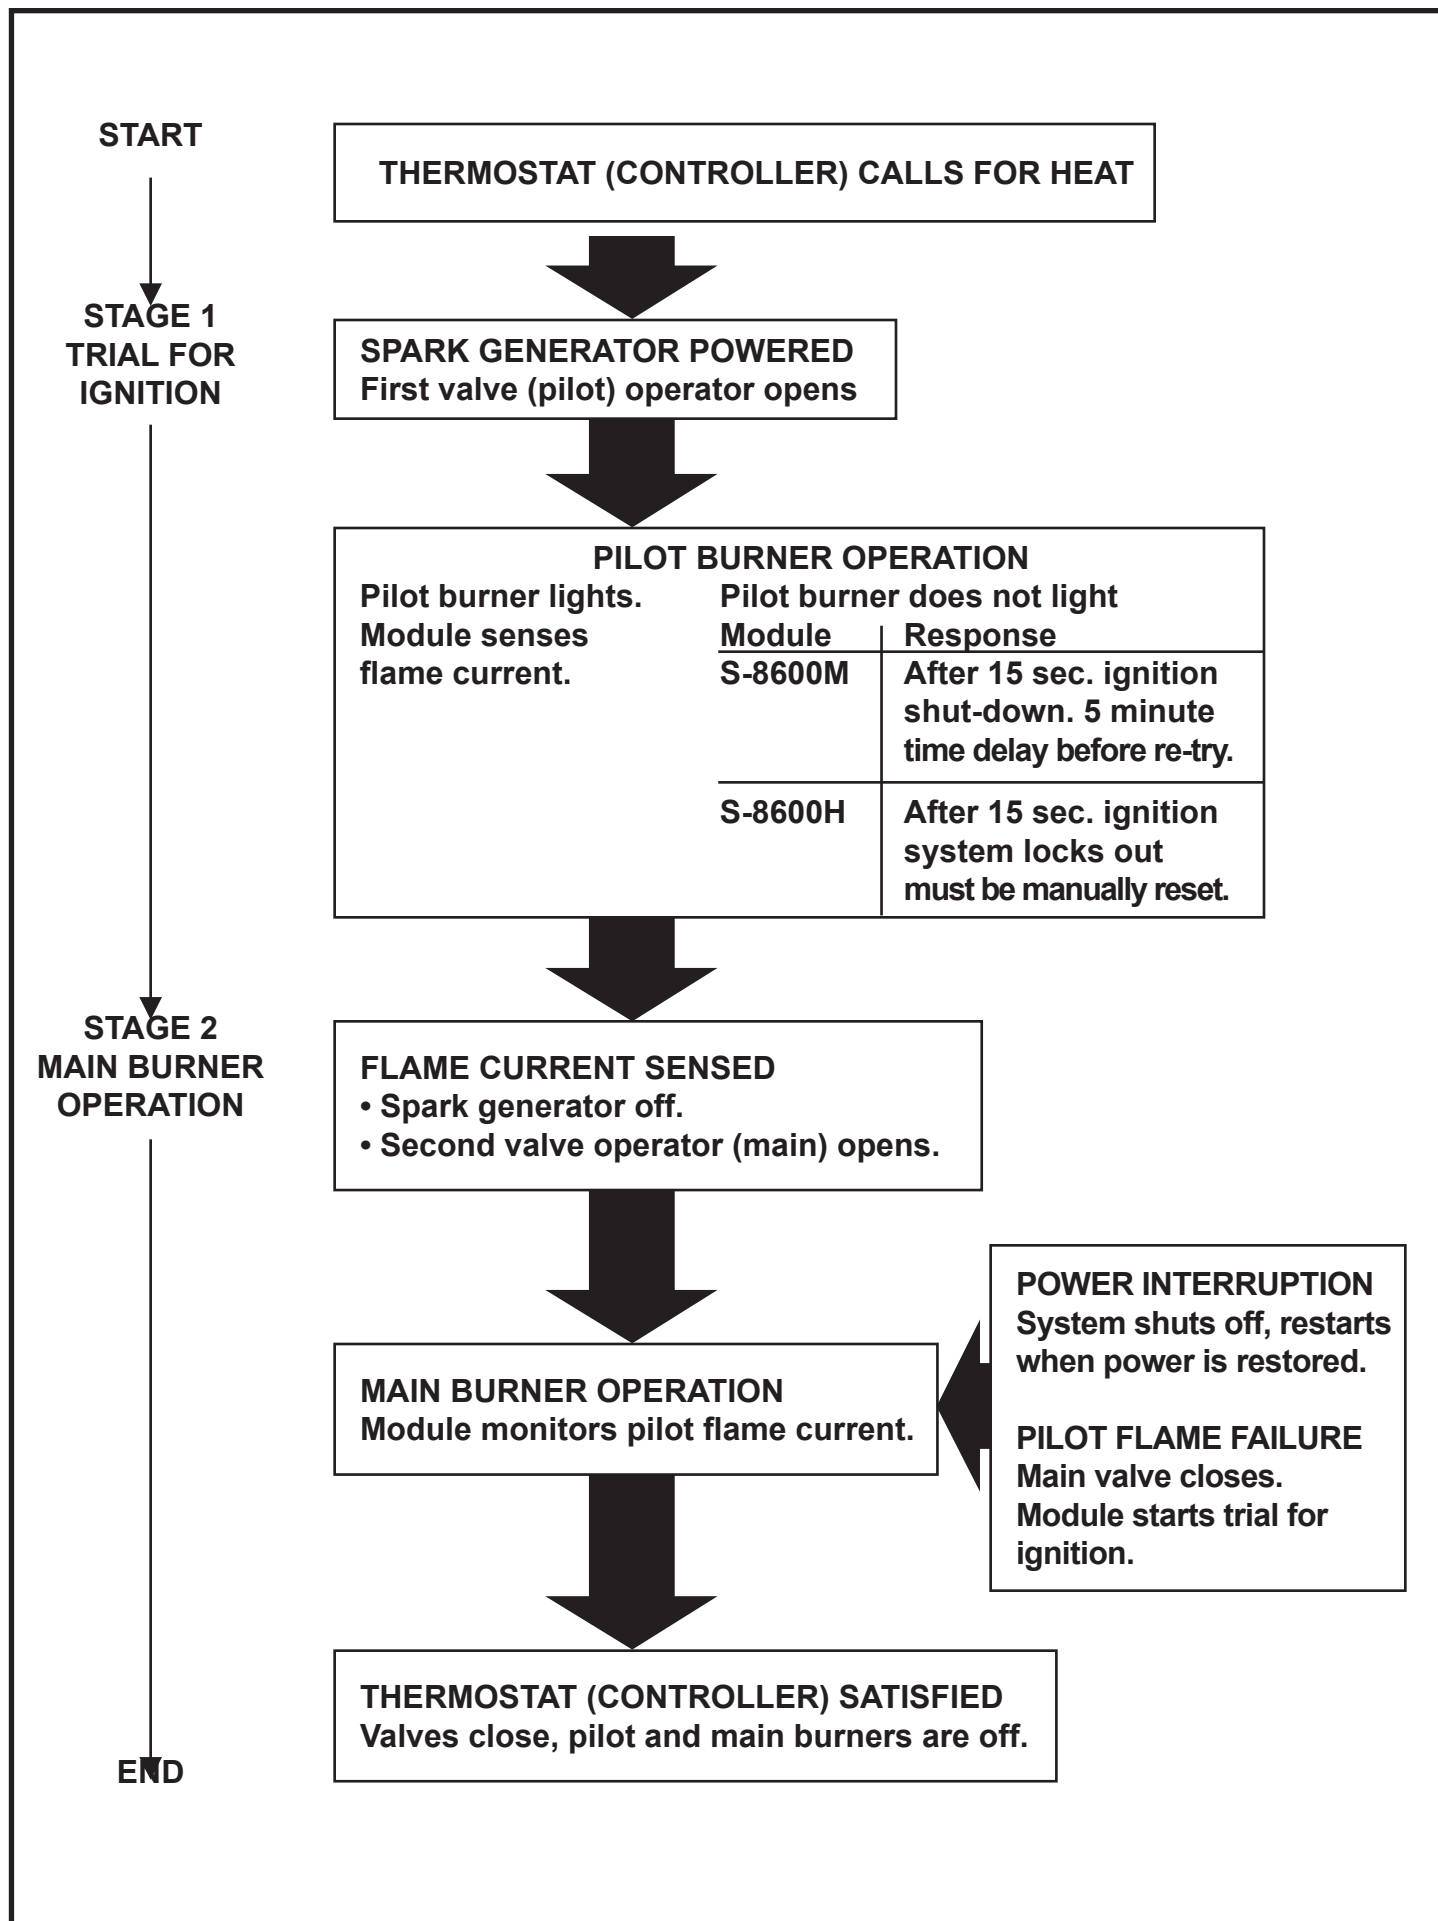 START
THERMOSTAT (CONTROLLER) CALLS FOR HEAT
STAGE 1
TRIAL FOR
IGNITION
SPARK GENERATOR POWERED
First valve (pilot) operator opens
PILOT BURNER OPERATION
Pilot burner lights.
Module senses
flame current.
Pilot burner does not light
Module Response
S-8600M After 15 sec. ignition
shut-down. 5 minute
time delay before re-try.
S-8600H After 15 sec. ignition
system locks out
must be manually reset.
STAGE 2
MAIN BURNER
OPERATION
FLAME CURRENT SENSED
• Spark generator off.
• Second valve operator (main) opens.
POWER INTERRUPTION
System shuts off, restarts
when power is restored.
PILOT FLAME FAILURE
Main valve closes.
Module starts trial for
ignition.
MAIN BURNER OPERATION
Module monitors pilot flame current.
THERMOSTAT (CONTROLLER) SATISFIED
Valves close, pilot and main burners are off.
END